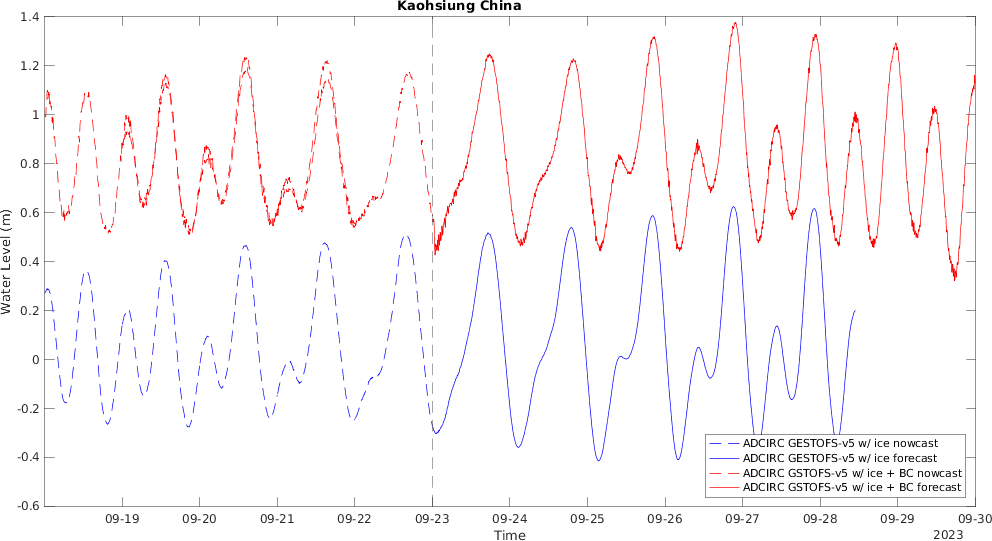 Kaohsiung China
1.4
1.2
1
0.8
0.6
0.4
0.2
0
-0.2
-0.4
-0.6
Water Level (m)
ADCIRC GESTOFS-v5 w/ ice nowcast
ADCIRC GESTOFS-v5 w/ ice forecast
ADCIRC GSTOFS-v5 w/ ice + BC nowcast
ADCIRC GSTOFS-v5 w/ ice + BC forecast
09-19 09-20 09-21 09-22 09-23 09-24 09-25 09-26 09-27 09-28 09-29 09-30
Time
2023